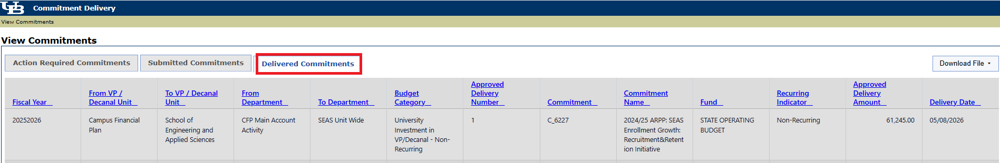 UB Commitment Delivery
View Commitments
View Commitments
Action Required Commitments
Submitted Commitments
Delivered Commitments
Download File
Fiscal Year
From VP /
Decanal Unit
To VP / Decanal
Unit
From
Department
To Department
Budget
Category
Approved
Delivery
Number
Commitment
Commitment
Name
Fund
Recurring
Indicator
Approved
Delivery
Amount
Delivery Date
20252026
Campus Financial
Plan
School of
Engineering and
Applied Sciences
CFP Main Account
Activity
SEAS Unit Wide
University
Investment in
VP/Decanal - Non-
Recurring
1
C_6227
2024/25 ARPP: SEAS
Enrollment Growth:
Recruitment&Retent
ion Initiative
STATE OPERATING
BUDGET
Non-Recurring
61,245.00
05/08/2026